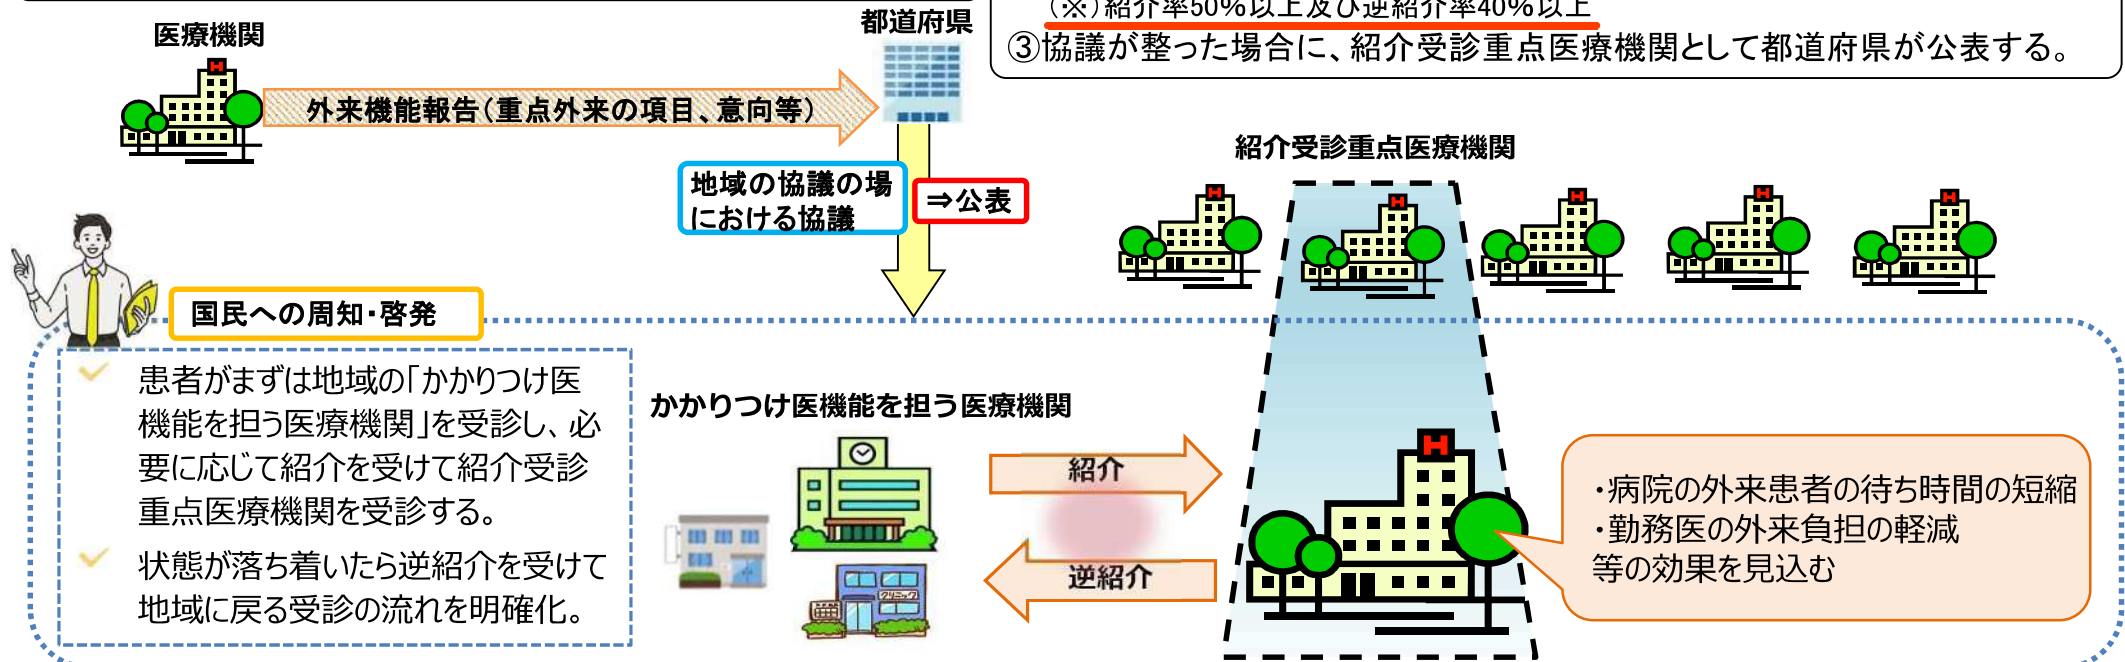 (※)紹介率50%以上及び逆紹介率40%以上
③協議が整った場合に、紹介受診重点医療機関として都道府県が公表する。
都道府県
医療機関
外来機能報告(重点外来の項目、意向等)
地域の協議の場
における協議
⇒公表
紹介受診重点医療機関
国民への周知・啓発
患者がまずは地域の「かかりつけ医
機能を担う医療機関」を受診し、必
要に応じて紹介を受けて紹介受診
重点医療機関を受診する。
状態が落ち着いたら逆紹介を受けて
地域に戻る受診の流れを明確化。
かかりつけ医機能を担う医療機関
クリニック
紹介
逆紹介
・病院の外来患者の待ち時間の短縮
・勤務医の外来負担の軽減
等の効果を見込む
H
H
H
H
H
H
H